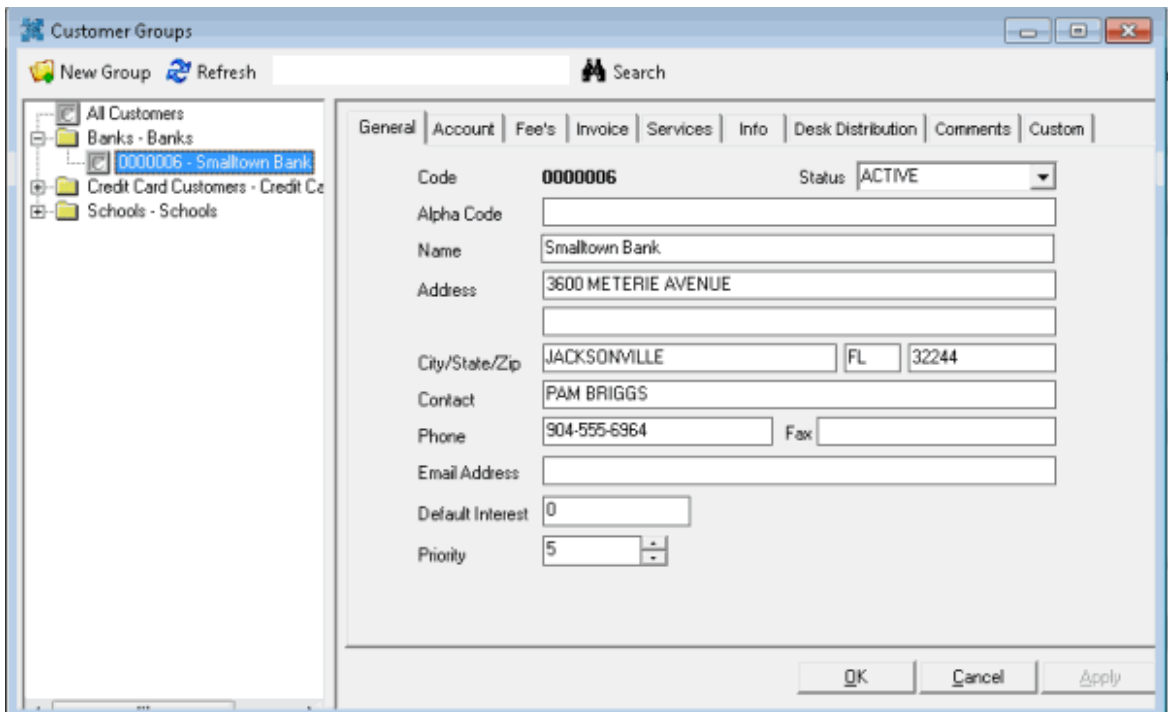 Customer Groups
New Group Refresh Search
All Customers
Banks - Banks
0000006 - Smalltown Bank
Credit Card Customers - Credit Ca
Schools - Schools
General Account Fee's Invoice Services Info Desk Distribution Comments Custom
Code 0000006 Status ACTIVE
Alpha Code
Name Smalltown Bank
Address 3600 METERIE AVENUE
City/State/Zip JACKSONVILLE FL 32244
Contact PAM BRIGGS
Phone 904-555-6964 Fax
Email Address
Default Interest 0
Priority 5
OK Cancel Apply